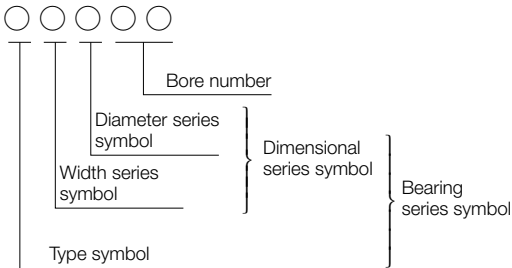 Bore number
Diameter series
symbol
Dimensional
series symbol
Width series
symbol
Bearing
series symbol
Type symbol